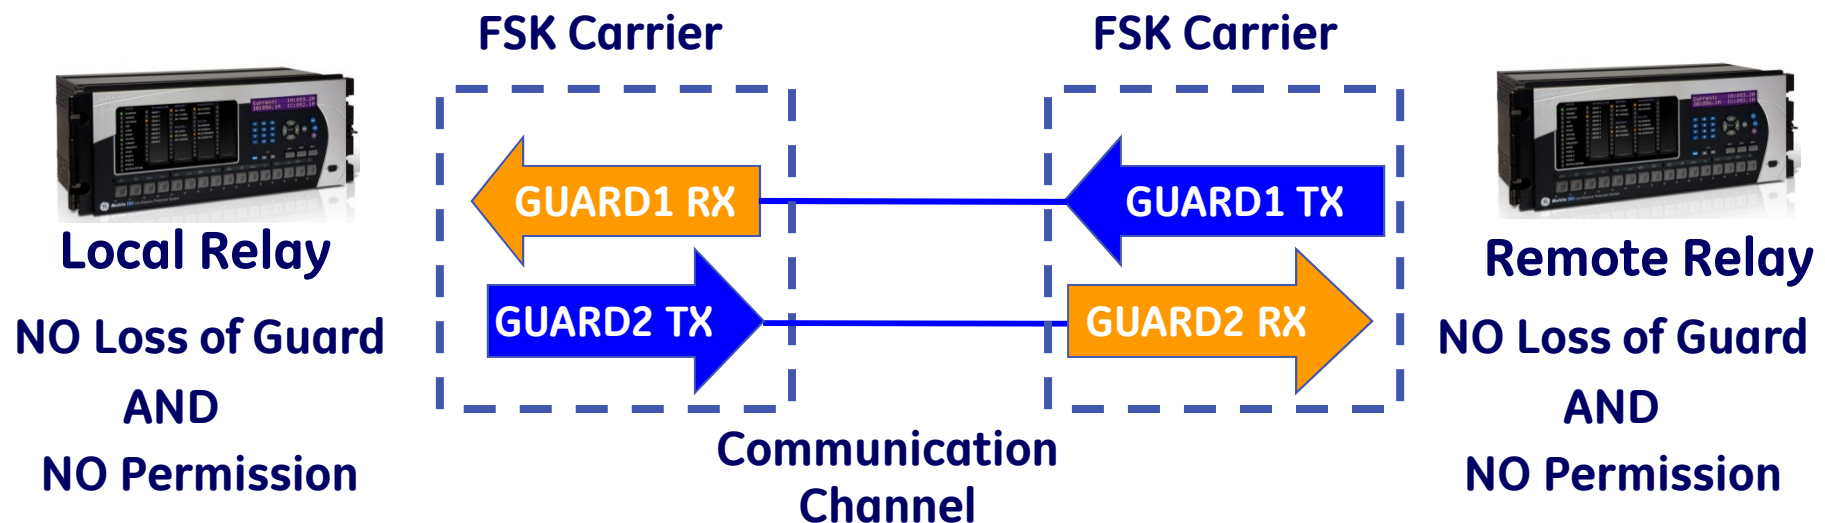 FSK Carrier
FSK Carrier
GUARD1 RX
GUARD1 TX
Local Relay
Remote Relay
GUARD2 TX
GUARD2 RX
NO Loss of Guard
AND
NO Permission
NO Loss of Guard
AND
NO Permission
Communication
Channel